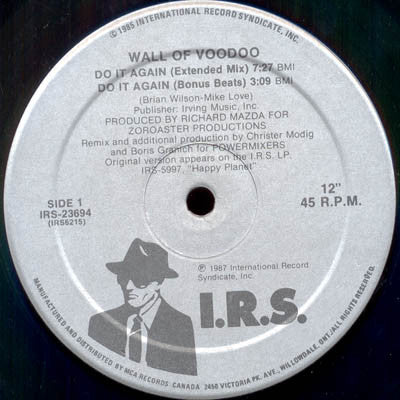 ©1985 INTERNATIONAL RECORD SYNDICATE, INC.
WALL OF VOODOO
DO IT AGAIN (Extended Mix) 7:27 BMI
DO IT AGAIN (Bonus Beats) 3:09 BMI
(Brian Wilson-Mike Love)
Publisher: Irving Music, Inc.
PRODUCED BY RICHARD MAZDA FOR
ZOROASTER PRODUCTIONS
Remix and additional production by Christer Modig
and Boris Granich for POWERMIXERS
Original version appears on the I.R.S. LP.
IRS-5997, "Happy Planet"
SIDE 1
IRS-23694
(IRS6215)
12"
45 R.P.M.
℗ 1987 International Record
Syndicate, Inc.
I.R.S.
MANUFACTURED AND DISTRIBUTED BY MCA RECORDS CANADA 2450 VICTORIA PK. AVE., WILLOWDALE, ONT./ALL RIGHTS RESERVED.